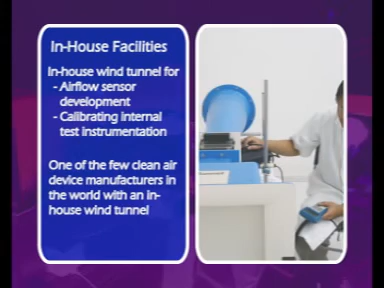 In-House Facilities
In-house wind tunnel for
- Airflow sensor
development
- Calibrating internal
test instrumentation
One of the few clean air
device manufacturers in
the world with an in-
house wind tunnel